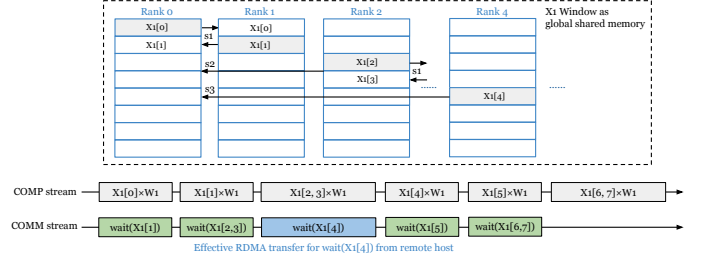 Rank 0 Rank 1 Rank 2 Rank 4 X1 Window as
global shared memory
X1[0] X1[0]
s1
X1[1] X1[1]
X1[2]
s2 s1
X1[3]
...... ......
s3
X1[4]
COMP stream X1[0]×W1 X1[1]×W1 X1[2, 3]×W1 X1[4]×W1 X1[5]×W1 X1[6, 7]×W1
COMM stream wait(X1[1]) wait(X1[2,3]) wait(X1[4]) wait(X1[5]) wait(X1[6,7])
Effective RDMA transfer for wait(X1[4]) from remote host